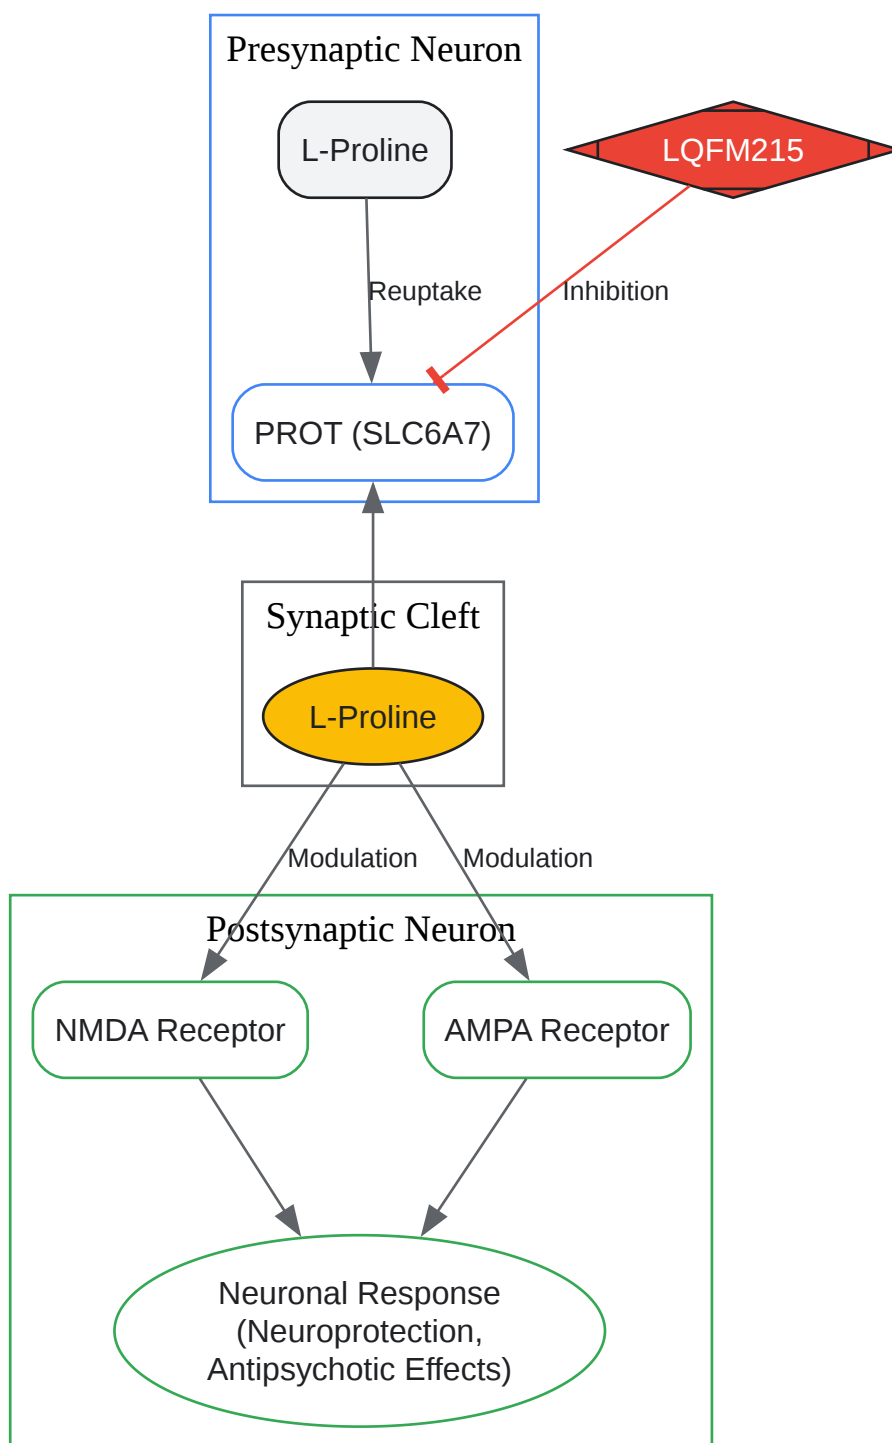 Presynaptic Neuron
L-Proline
LQFM215
Reuptake
Inhibition
PROT (SLC6A7)
Synaptic Cleft
L-Proline
Modulation
Modulation
Postsynaptic Neuron
NMDA Receptor
AMPA Receptor
Neuronal Response
(Neuroprotection,
Antipsychotic Effects)